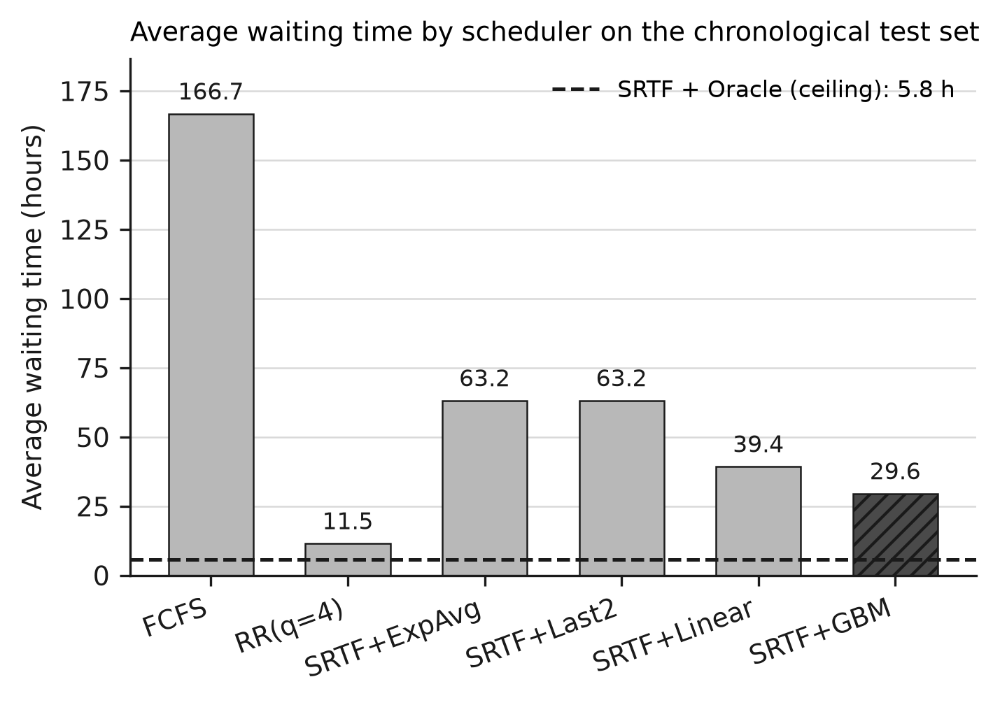 Average waiting time by scheduler on the chronological test set
SRTF + Oracle (ceiling): 5.8 h
Average waiting time (hours)
175
150
125
100
75
50
25
0
166.7
11.5
63.2
63.2
39.4
29.6
FCFS
RR(q=4)
SRTF+ExpAvg
SRTF+Last2
SRTF+Linear
SRTF+GBM